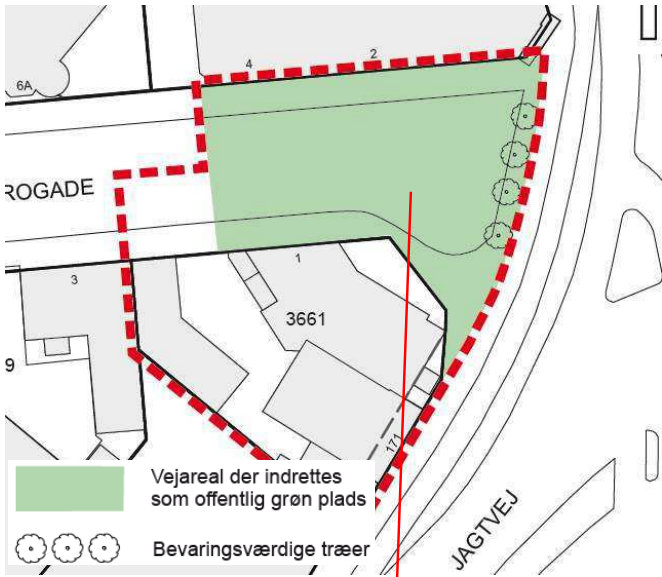 6A
4
2
ROGADE
1
3
3661
9
171
Vejareal der indrettes
som offentlig grøn plads
Bevaringsværdige træer
JAGTVEJ